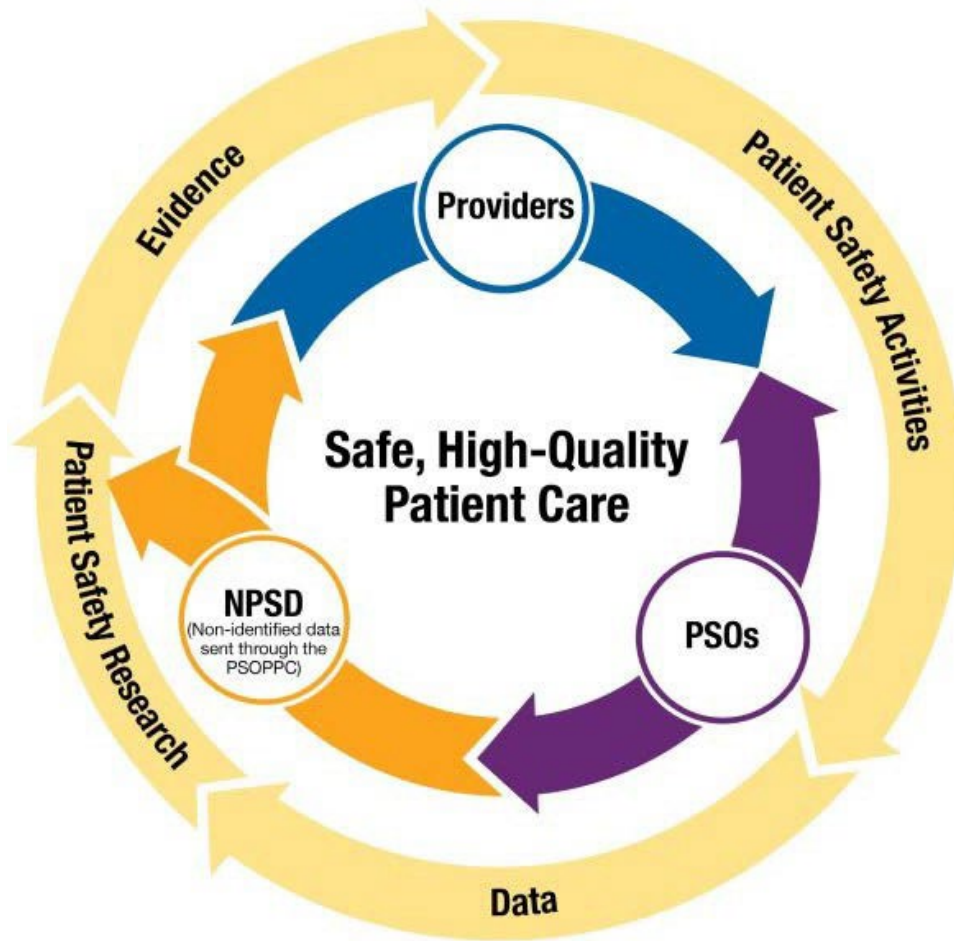 Evidence
Patient Safety Activities
Providers
Safe, High-Quality
Patient Care
Patient Safety Research
NPSD
(Non-identified data
sent through the
PSOPPC)
PSOs
Data